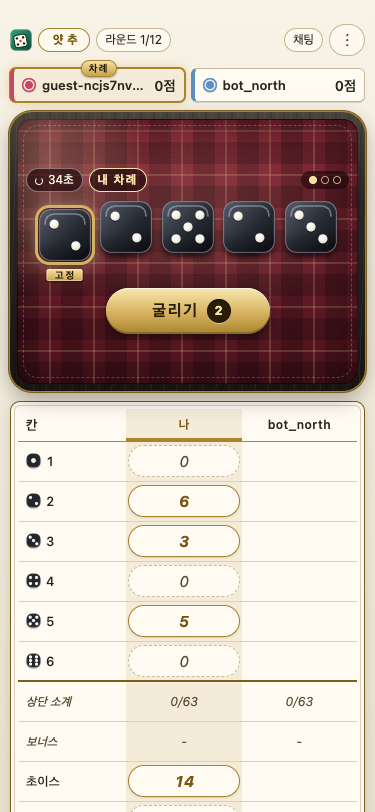 얏 추 라운드 1/12 채팅 ⋮
차례
guest-ncjs7nv... 0점 bot_north 0점
34초 내 차례
고정
굴리기 2
칸 나 bot_north
1 0
2 6
3 3
4 0
5 5
6 0
상단 소계 0/63 0/63
보너스 - -
초이스 14